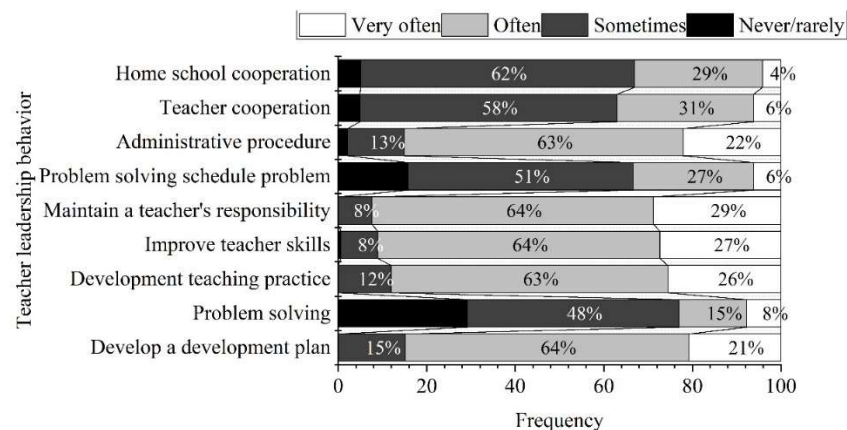 Very often Often Sometimes Never/rarely
Teacher leadership behavior
Home school cooperation 62% 29% 4%
Teacher cooperation 58% 31% 6%
Administrative procedure 13% 63% 22%
Problem solving schedule problem 51% 27% 6%
Maintain a teacher's responsibility 8% 64% 29%
Improve teacher skills 8% 64% 27%
Development teaching practice 12% 63% 26%
Problem solving 48% 15% 8%
Develop a development plan 15% 64% 21%
0 20 40 60 80 100
Frequency